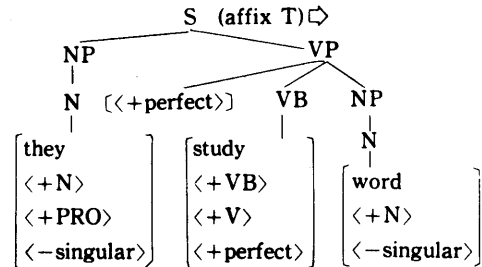 S (affix T)⇨
NP VP
N [⟨+perfect⟩] VB NP
N
they study
word
⟨+N⟩ ⟨+VB⟩
⟨+PRO⟩ ⟨+V⟩ ⟨+N⟩
⟨−singular⟩ ⟨+perfect⟩ ⟨−singular⟩